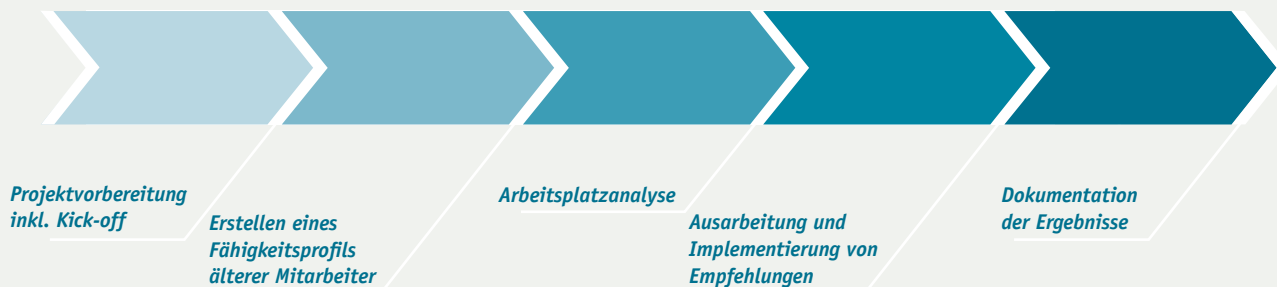 Projektvorbereitung
inkl. Kick-off
Erstellen eines
Fähigkeitsprofils
älterer Mitarbeiter
Arbeitsplatzanalyse
Ausarbeitung und
Implementierung von
Empfehlungen
Dokumentation
der Ergebnisse